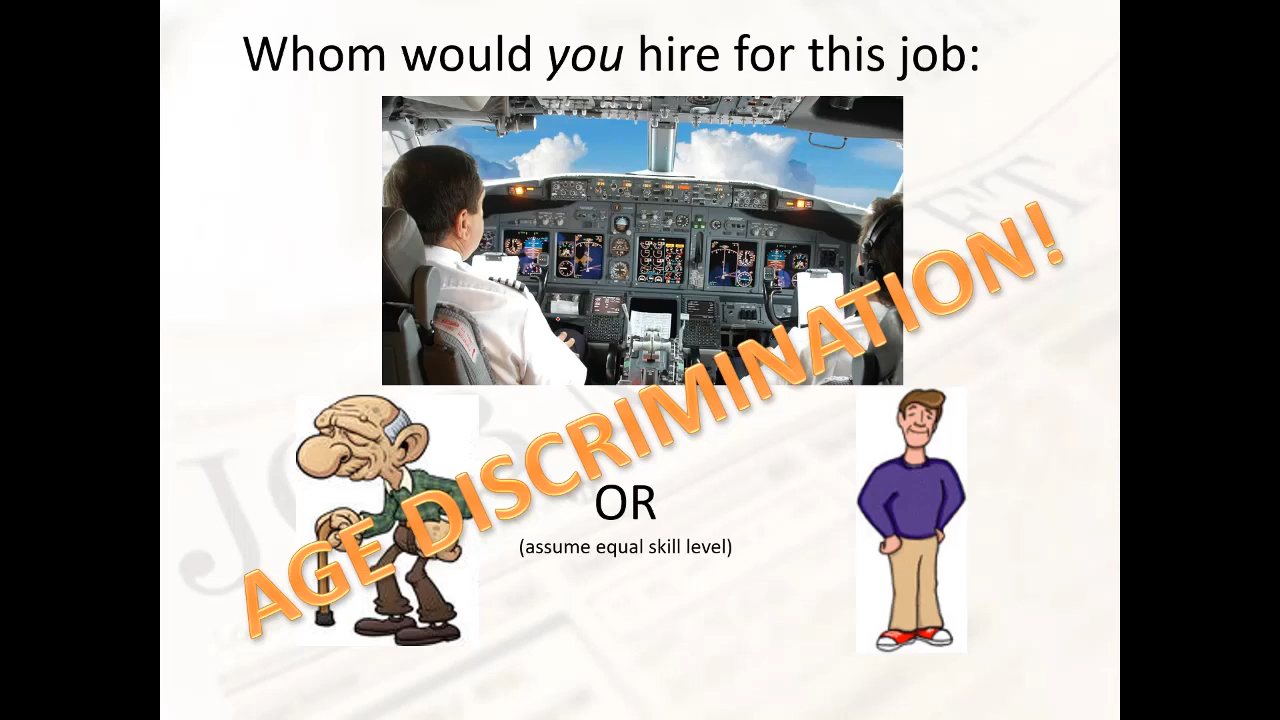 Whom would you hire for this job:
AGE DISCRIMINATION!
OR
(assume equal skill level)